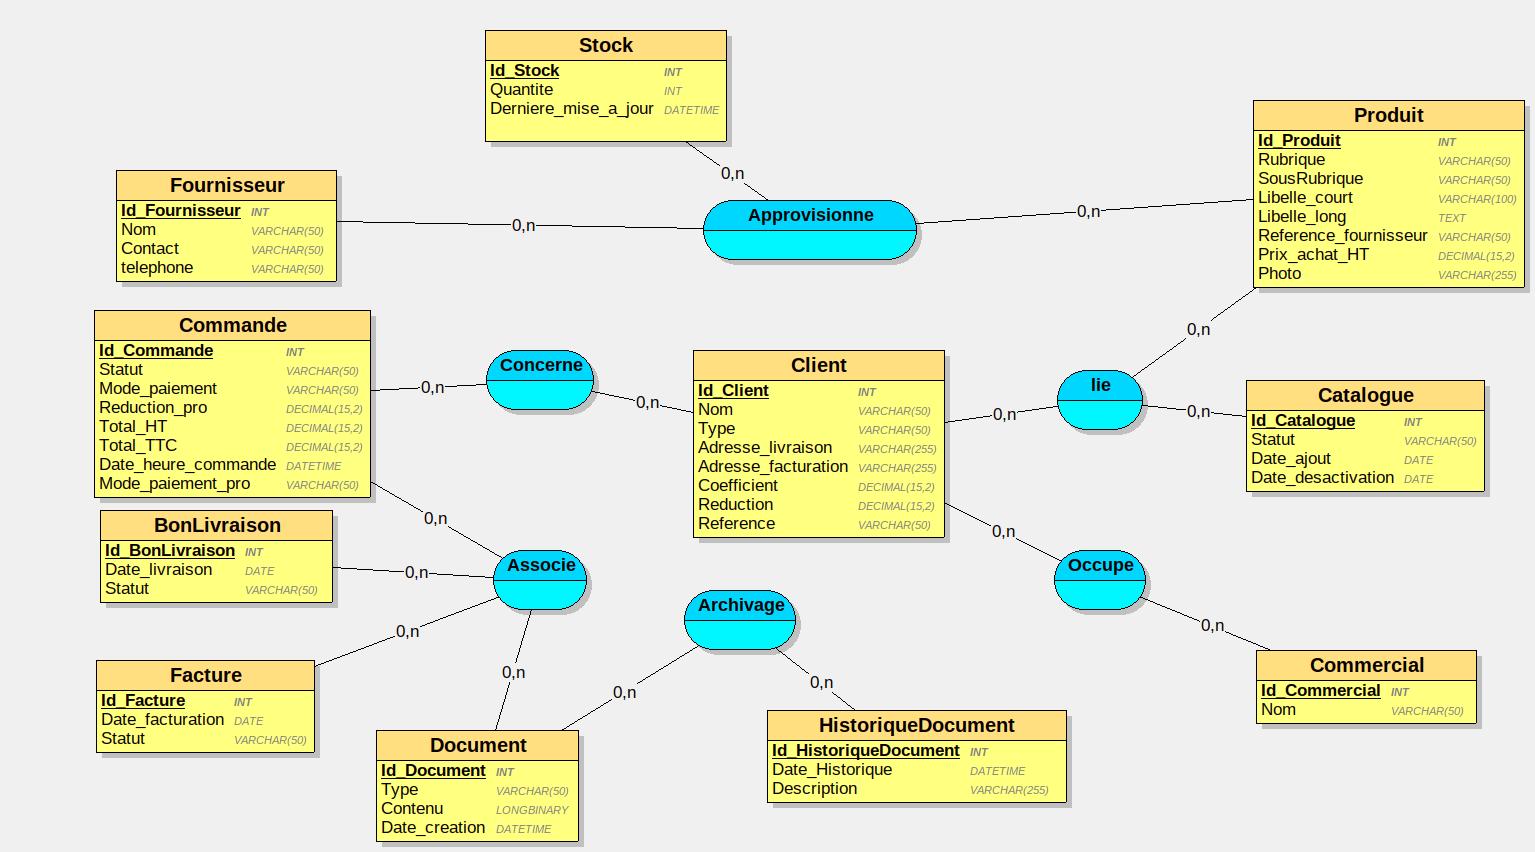 Stock
Id_Stock INT
Quantite INT
Derniere_mise_a_jour DATETIME
0,n
Fournisseur
Id_Fournisseur INT
Nom VARCHAR(50)
Contact VARCHAR(50)
telephone VARCHAR(50)
0,n
Approvisionne
0,n
Produit
Id_Produit INT
Rubrique VARCHAR(50)
SousRubrique VARCHAR(50)
Libelle_court VARCHAR(100)
Libelle_long TEXT
Reference_fournisseur VARCHAR(50)
Prix_achat_HT DECIMAL(15,2)
Photo VARCHAR(255)
0,n
Commande
Id_Commande INT
Statut VARCHAR(50)
Mode_paiement VARCHAR(50)
Reduction_pro DECIMAL(15,2)
Total_HT DECIMAL(15,2)
Total_TTC DECIMAL(15,2)
Date_heure_commande DATETIME
Mode_paiement_pro VARCHAR(50)
0,n
Concerne
0,n
Client
Id_Client INT
Nom VARCHAR(50)
Type VARCHAR(50)
Adresse_livraison VARCHAR(255)
Adresse_facturation VARCHAR(255)
Coefficient DECIMAL(15,2)
Reduction DECIMAL(15,2)
Reference VARCHAR(50)
0,n
lie
0,n
Catalogue
Id_Catalogue INT
Statut VARCHAR(50)
Date_ajout DATE
Date_desactivation DATE
0,n
BonLivraison
Id_BonLivraison INT
Date_livraison DATE
Statut VARCHAR(50)
0,n
Associe
0,n
Occupe
0,n
Archivage
0,n
Facture
Id_Facture INT
Date_facturation DATE
Statut VARCHAR(50)
0,n
0,n
0,n
Commercial
Id_Commercial INT
Nom VARCHAR(50)
Document
Id_Document INT
Type VARCHAR(50)
Contenu LONGBINARY
Date_creation DATETIME
HistoriqueDocument
Id_HistoriqueDocument INT
Date_Historique DATETIME
Description VARCHAR(255)